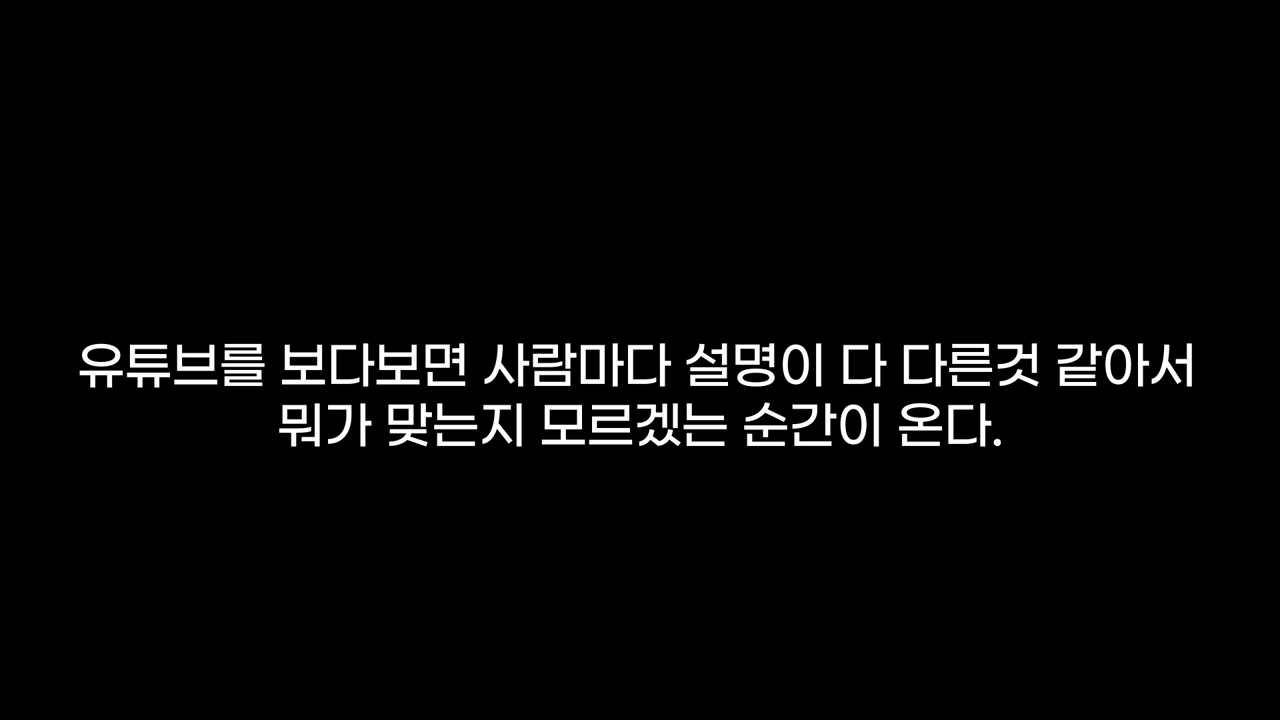 유튜브를 보다보면 사람마다 설명이 다 다른것 같아서
뭐가 맞는지 모르겠는 순간이 온다.